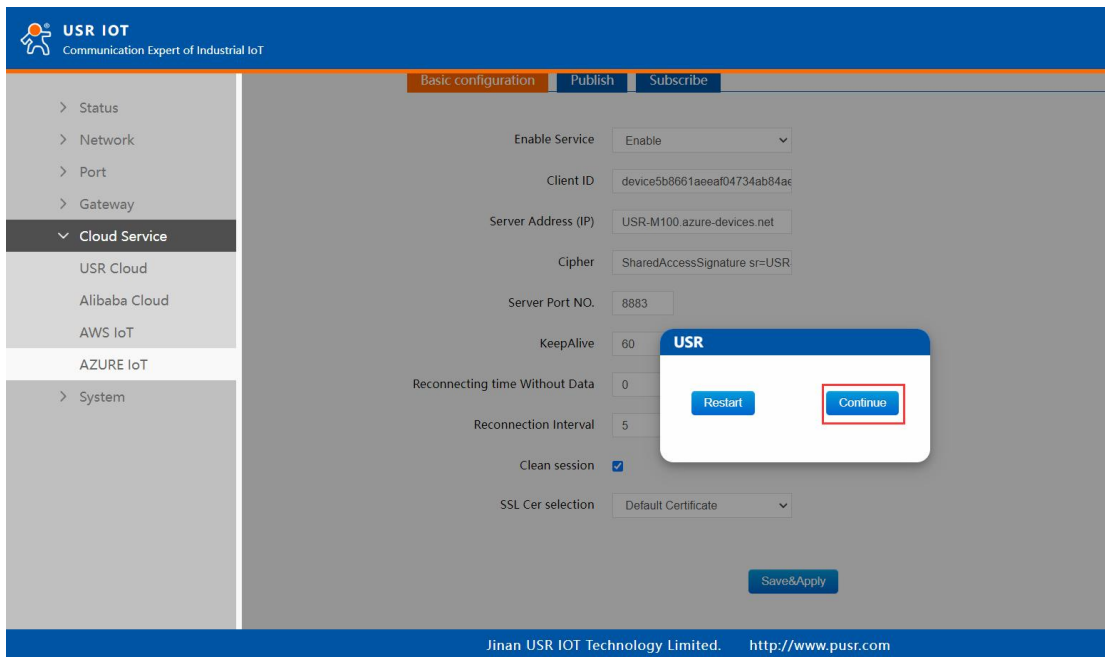 USR IOT
Communication Expert of Industrial IoT
Basic configuration Publish Subscribe
Status
Network
Port
Gateway
Cloud Service
USR Cloud
Alibaba Cloud
AWS IoT
AZURE IoT
System
Enable Service Enable
Client ID device5b8661aeeaf04734ab84ae
Server Address (IP) USR-M100.azure-devices.net
Cipher SharedAccessSignature sr=USR
Server Port NO. 8883
KeepAlive 60
Reconnecting time Without Data 0
Reconnection Interval 5
Clean session
SSL Cer selection Default Certificate
USR
Restart Continue
Save&Apply
Jinan USR IOT Technology Limited. http://www.pusr.com